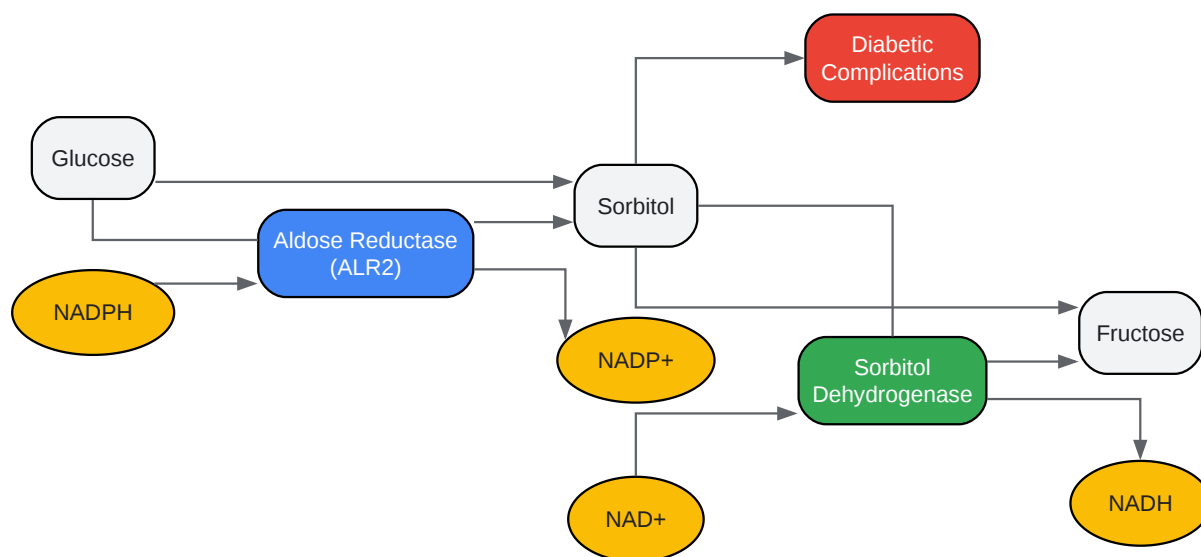 Diabetic
Complications
Glucose
Sorbitol
Aldose Reductase
(ALR2)
NADPH
Fructose
NADP+
Sorbitol
Dehydrogenase
NAD+
NADH